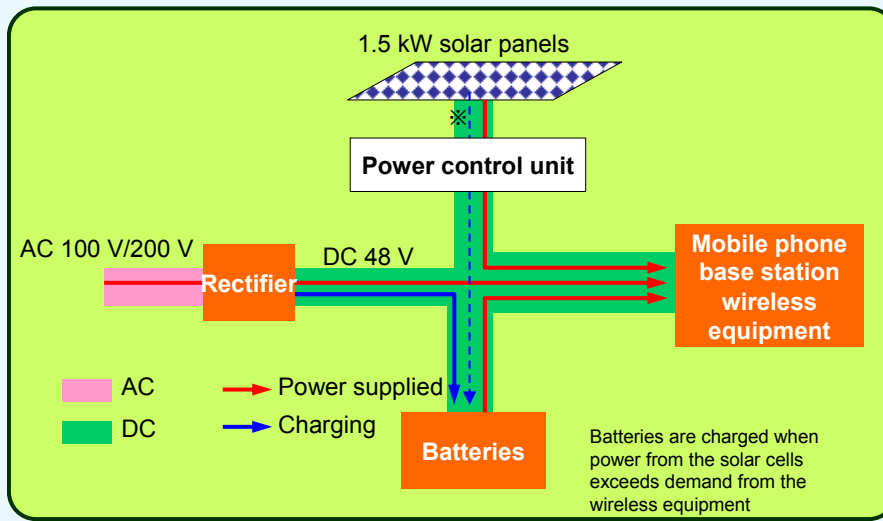 1.5 kW solar panels
※
Power control unit
AC 100 V/200 V
Rectifier
DC 48 V
Mobile phone
base station
wireless
equipment
AC
Power supplied
DC
Charging
Batteries
Batteries are charged when
power from the solar cells
exceeds demand from the
wireless equipment